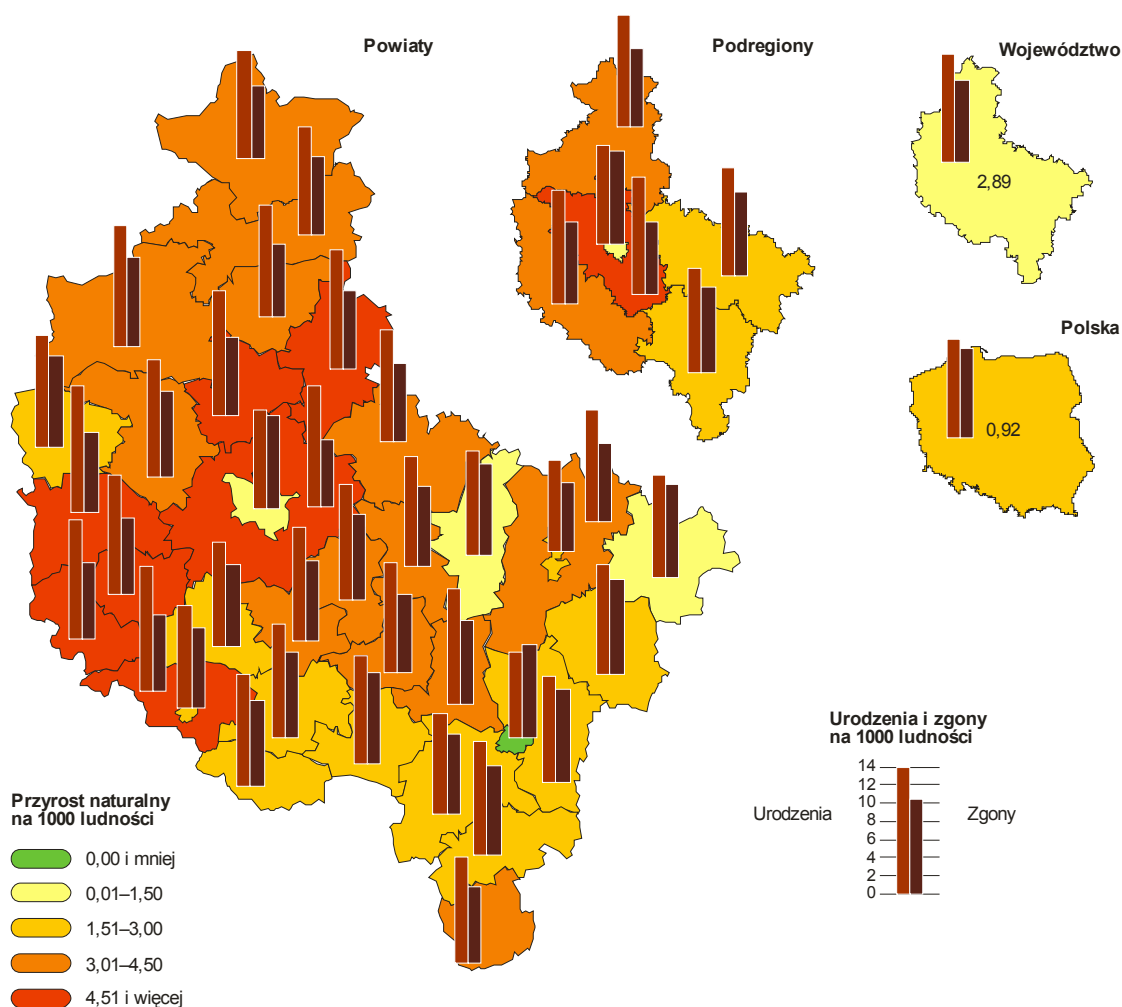 Powiaty
Podregiony
Województwo
2,89
Polska
0,92
Urodzenia i zgony
na 1000 ludności
14
12
10
8
6
4
2
0
Urodzenia
Zgony
Przyrost naturalny
na 1000 ludności
0,00 i mniej
0,01–1,50
1,51–3,00
3,01–4,50
4,51 i więcej